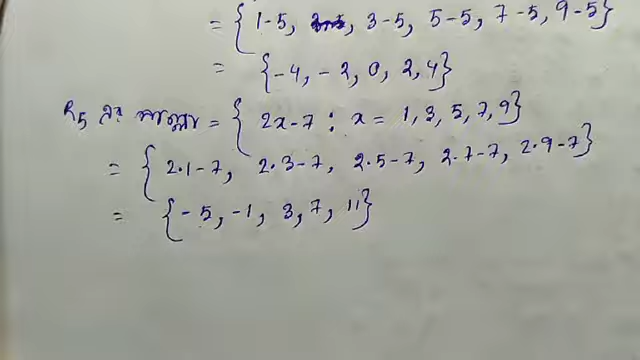 = {1-5, 3-5, 5-5, 7-5, 9-5}
= {-4, -2, 0, 2, 4}
R5 এর = {2x-7 : x = 1, 3, 5, 7, 9}
= {2·1-7, 2·3-7, 2·5-7, 2·7-7, 2·9-7}
= {-5, -1, 3, 7, 11}